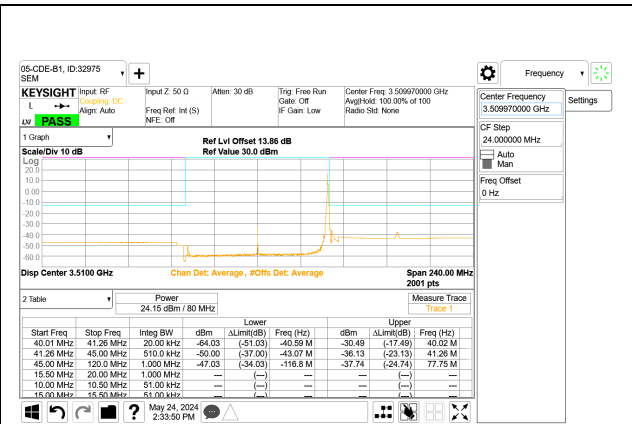 05-CDE-B1, ID:32975
SEM
Frequency
KEYSIGHT Input: RF Input Z: 50 Ω Atten: 30 dB Trig: Free Run Center Freq: 3.509970000 GHz
L Coupling: DC Gate: Off Avg|Hold: 100.00% of 100
Align: Auto Freq Ref: Int (S) IF Gain: Low Radio Std: None
LXI PASS NFE: Off
Center Frequency
3.509970000 GHz
Settings
CF Step
24.000000 MHz
Auto
Man
Freq Offset
0 Hz
1 Graph
Ref Lvl Offset 13.86 dB
Scale/Div 10 dB Ref Value 30.0 dBm
Log
20.0
10.0
0.00
-10.0
-20.0
-30.0
-40.0
-50.0
-60.0
Disp Center 3.5100 GHz Chan Det: Average, #Offs Det: Average Span 240.00 MHz
2001 pts
2 Table Power Measure Trace
24.15 dBm / 80 MHz Trace 1
Lower Upper
Start Freq Stop Freq Integ BW dBm ΔLimit(dB) Freq (Hz) dBm ΔLimit(dB) Freq (Hz)
40.01 MHz 41.26 MHz 20.00 kHz -64.03 (-51.03) -40.59 M -30.49 (-17.49) 40.02 M
41.26 MHz 45.00 MHz 510.0 kHz -50.00 (-37.00) -43.07 M -36.13 (-23.13) 41.26 M
45.00 MHz 120.0 MHz 1.000 MHz -47.03 (-34.03) -116.8 M -37.74 (-24.74) 77.75 M
15.50 MHz 20.00 MHz 1.000 MHz --- (---) --- --- (---) ---
10.00 MHz 10.50 MHz 51.00 kHz --- (---) --- --- (---) ---
15.00 MHz 15.50 MHz 51.00 kHz --- (---) --- --- (---) ---
? May 24, 2024
2:33:50 PM